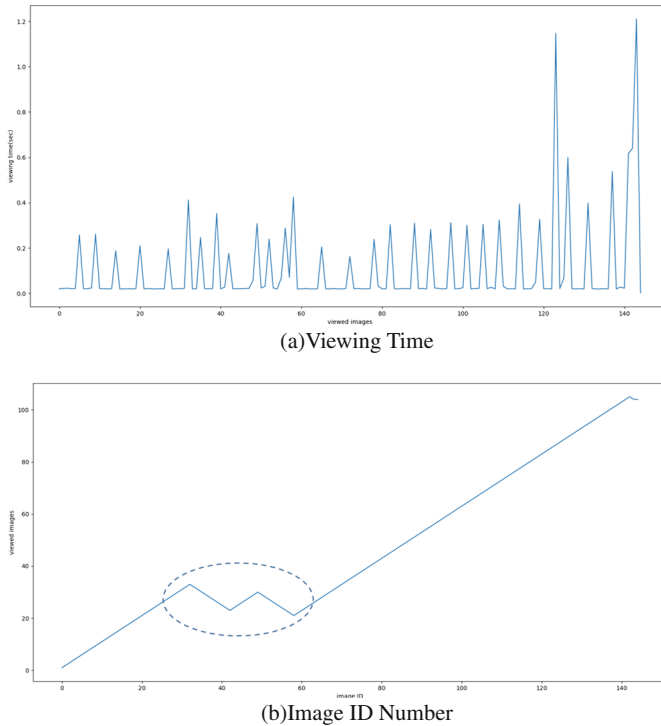 1.2
1.0
0.8
0.6
0.4
0.2
0.0
viewing time(sec)
0 20 40 60 80 100 120 140
viewed images
(a)Viewing Time
100
80
60
40
20
0
viewed images
0 20 40 60 80 100 120 140
image ID
(b)Image ID Number